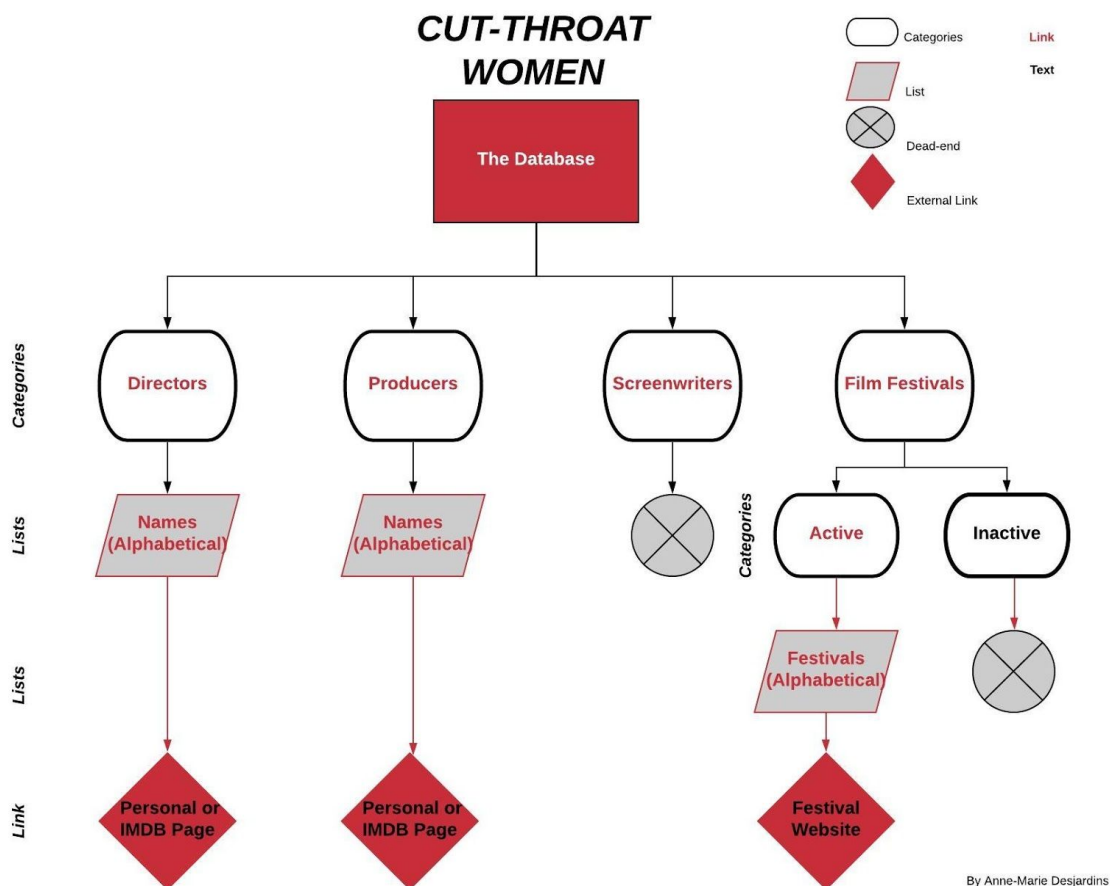 CUT-THROAT
WOMEN
Categories
Link
List
Text
Dead-end
External Link
The Database
Categories
Directors
Producers
Screenwriters
Film Festivals
Lists
Names
(Alphabetical)
Names
(Alphabetical)
Categories
Active
Inactive
Lists
Festivals
(Alphabetical)
Link
Personal or
IMDB Page
Personal or
IMDB Page
Festival
Website
By Anne-Marie Desjardins